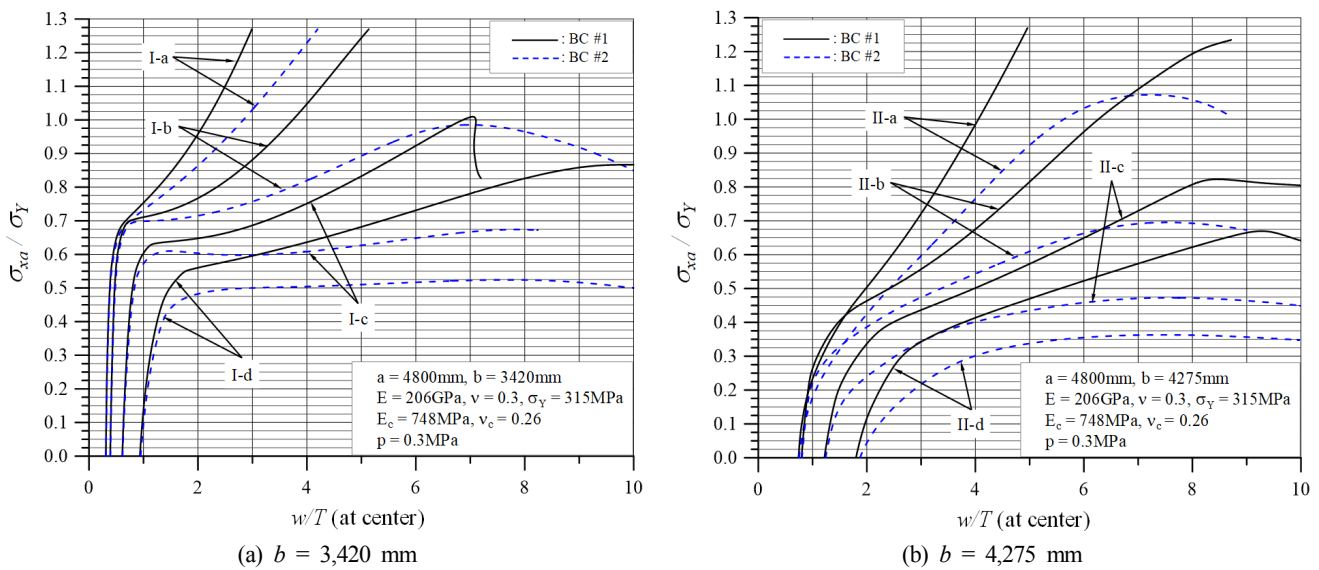 : BC #1
: BC #2
I-a
I-b
I-c
I-d
a = 4800mm, b = 3420mm
E = 206GPa, ν = 0.3, σY = 315MPa
Ec = 748MPa, νc = 0.26
p = 0.3MPa
σxa / σY
1.3
1.2
1.1
1.0
0.9
0.8
0.7
0.6
0.5
0.4
0.3
0.2
0.1
0.0
0 2 4 6 8 10
w/T (at center)
(a) b = 3,420 mm
: BC #1
: BC #2
II-a
II-b
II-c
II-d
a = 4800mm, b = 4275mm
E = 206GPa, ν = 0.3, σY = 315MPa
Ec = 748MPa, νc = 0.26
p = 0.3MPa
σxa / σY
1.3
1.2
1.1
1.0
0.9
0.8
0.7
0.6
0.5
0.4
0.3
0.2
0.1
0.0
0 2 4 6 8 10
w/T (at center)
(b) b = 4,275 mm